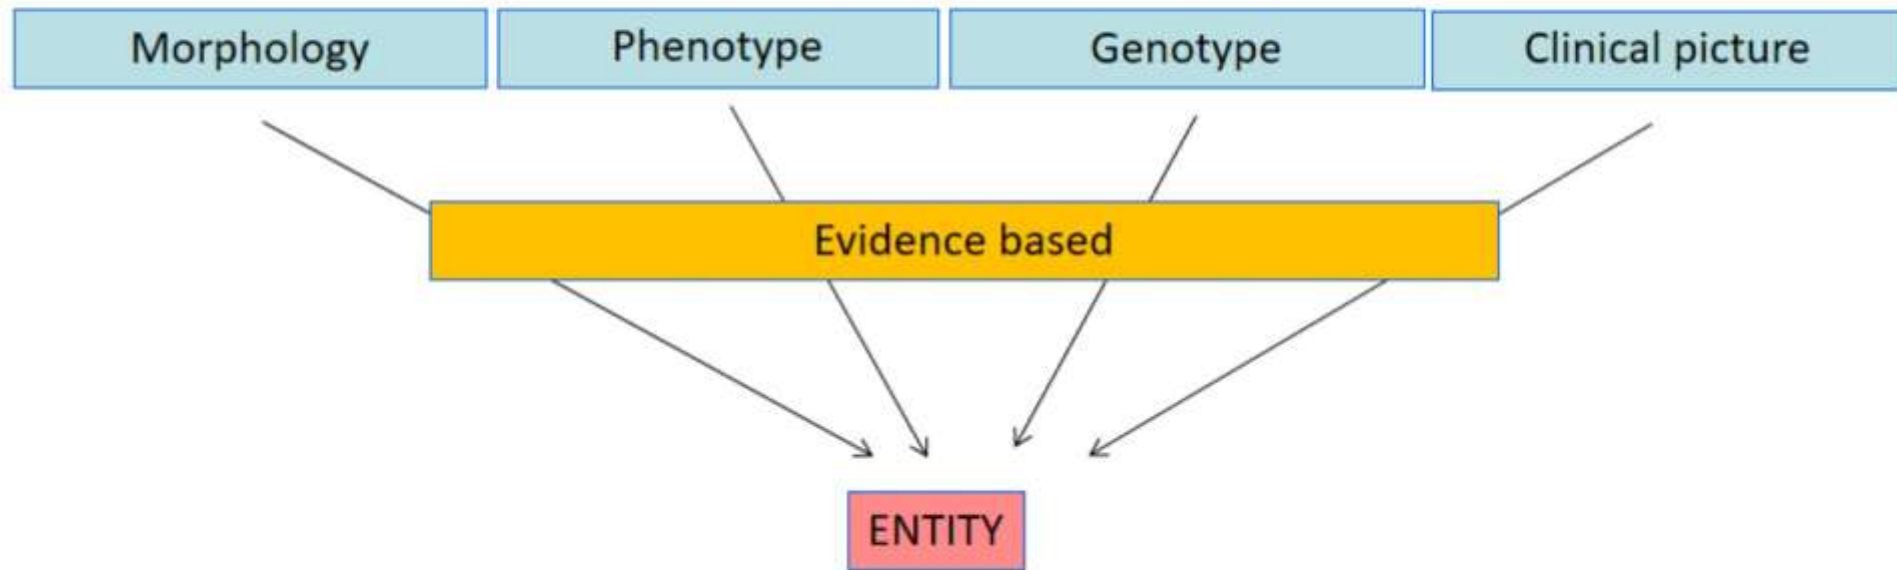 Morphology
Phenotype
Genotype
Clinical picture
Evidence based
ENTITY